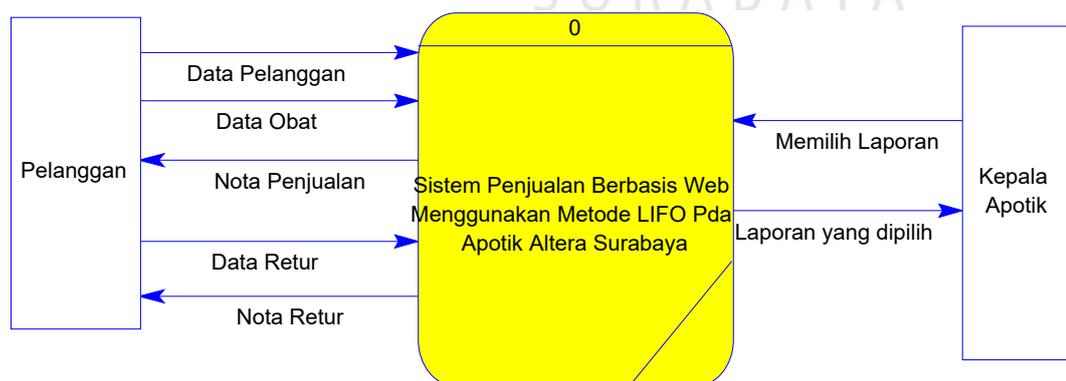 SURABAYA
0
Data Pelanggan
Data Obat
Pelanggan
Nota Penjualan
Data Retur
Nota Retur
Sistem Penjualan Berbasis Web
Menggunakan Metode LIFO Pda
Apotik Altera Surabaya
Memilih Laporan
Laporan yang dipilih
Kepala
Apotik